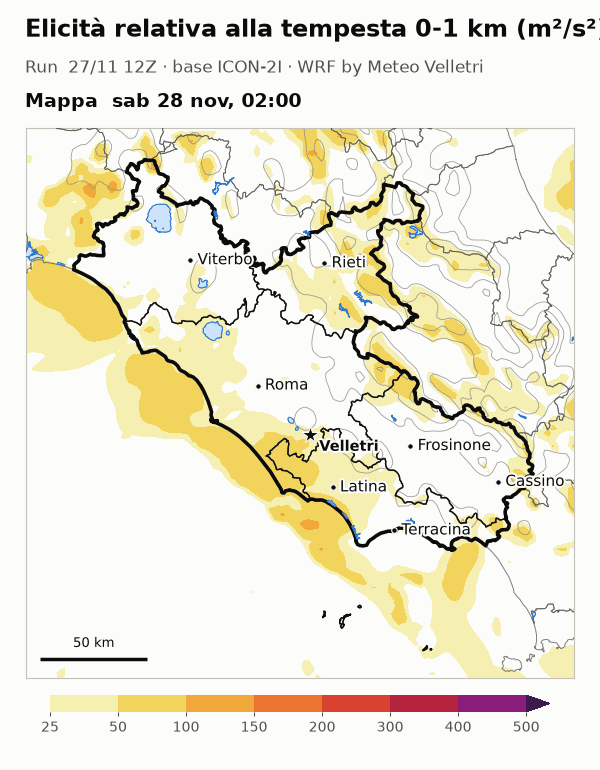 Elicità relativa alla tempesta 0-1 km (m²/s²)
Run 27/11 12Z · base ICON-2I · WRF by Meteo Velletri
Mappa sab 28 nov, 02:00
Viterbo
Rieti
Roma
Velletri
Frosinone
Cassino
Latina
Terracina
50 km
25 50 100 150 200 300 400 500